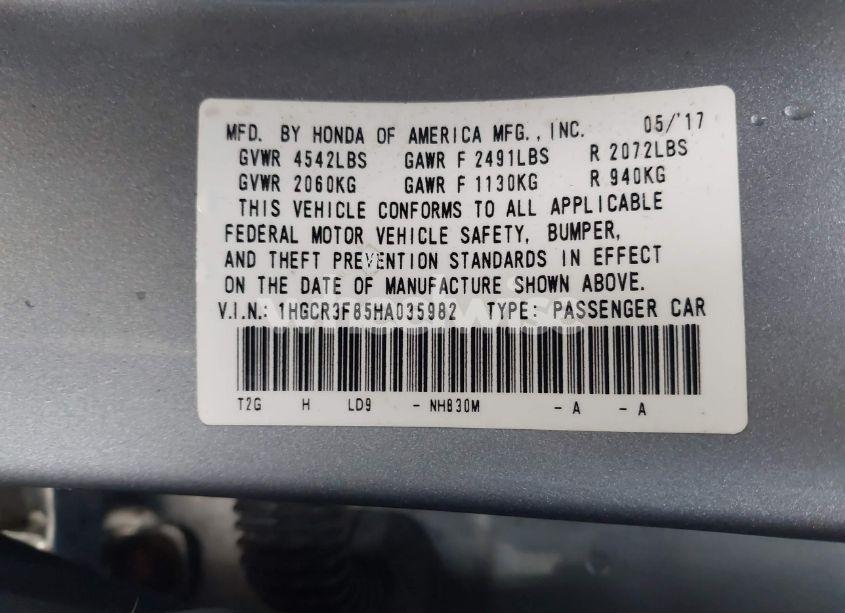 MFD. BY HONDA OF AMERICA MFG., INC. 05/'17
GVWR 4542LBS GAWR F 2491LBS R 2072LBS
GVWR 2060KG GAWR F 1130KG R 940KG
THIS VEHICLE CONFORMS TO ALL APPLICABLE
FEDERAL MOTOR VEHICLE SAFETY, BUMPER,
AND THEFT PREVENTION STANDARDS IN EFFECT
ON THE DATE OF MANUFACTURE SHOWN ABOVE.
V.I.N.: 1HGCR3F85HA035982 TYPE: PASSENGER CAR
T2G H LD9 - NH830M - A - A